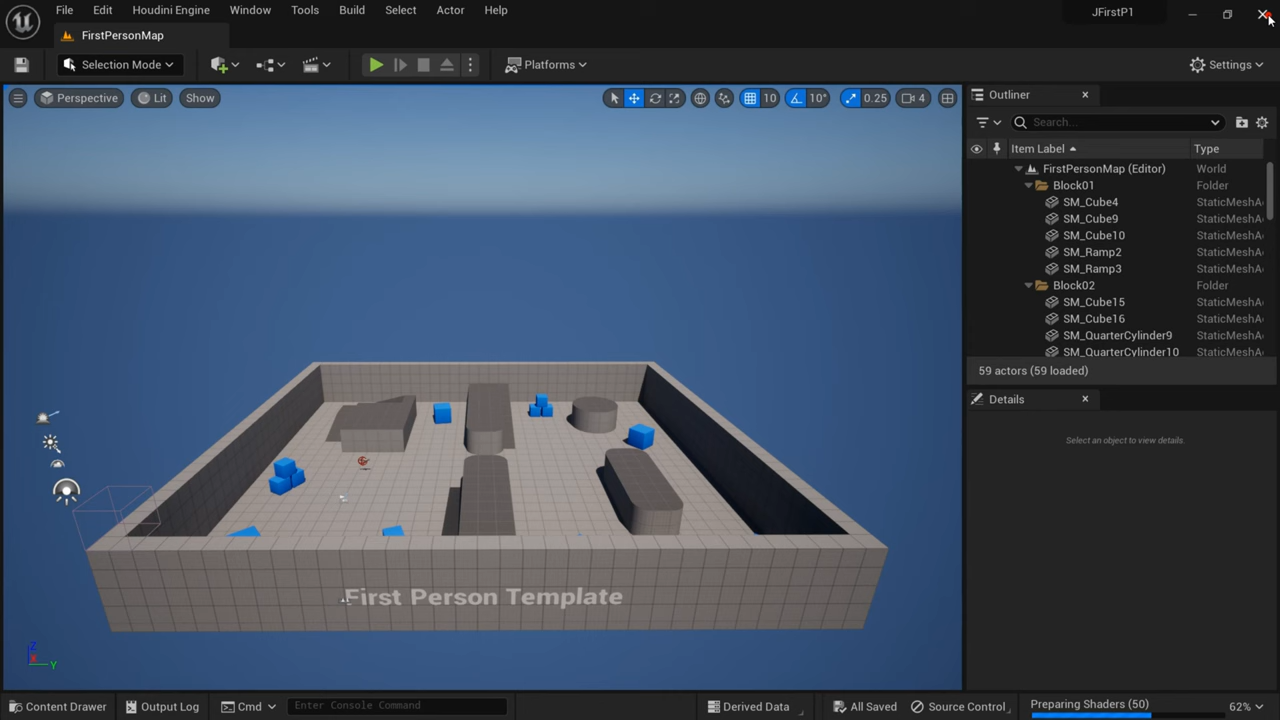 File Edit Houdini Engine Window Tools Build Select Actor Help
JFirstP1
FirstPersonMap
Selection Mode
Platforms
Settings
Perspective Lit Show
10 10° 0.25 4
Outliner
Search...
Item Label Type
FirstPersonMap (Editor) World
Block01 Folder
SM_Cube4 StaticMeshA
SM_Cube9 StaticMeshA
SM_Cube10 StaticMeshA
SM_Ramp2 StaticMeshA
SM_Ramp3 StaticMeshA
Block02 Folder
SM_Cube15 StaticMeshA
SM_Cube16 StaticMeshA
SM_QuarterCylinder9 StaticMeshA
SM_QuarterCylinder10 StaticMeshA
59 actors (59 loaded)
Details
Select an object to view details.
First Person Template
Z
X
Y
Content Drawer Output Log Cmd Enter Console Command Derived Data All Saved Source Control Preparing Shaders (50) 62%